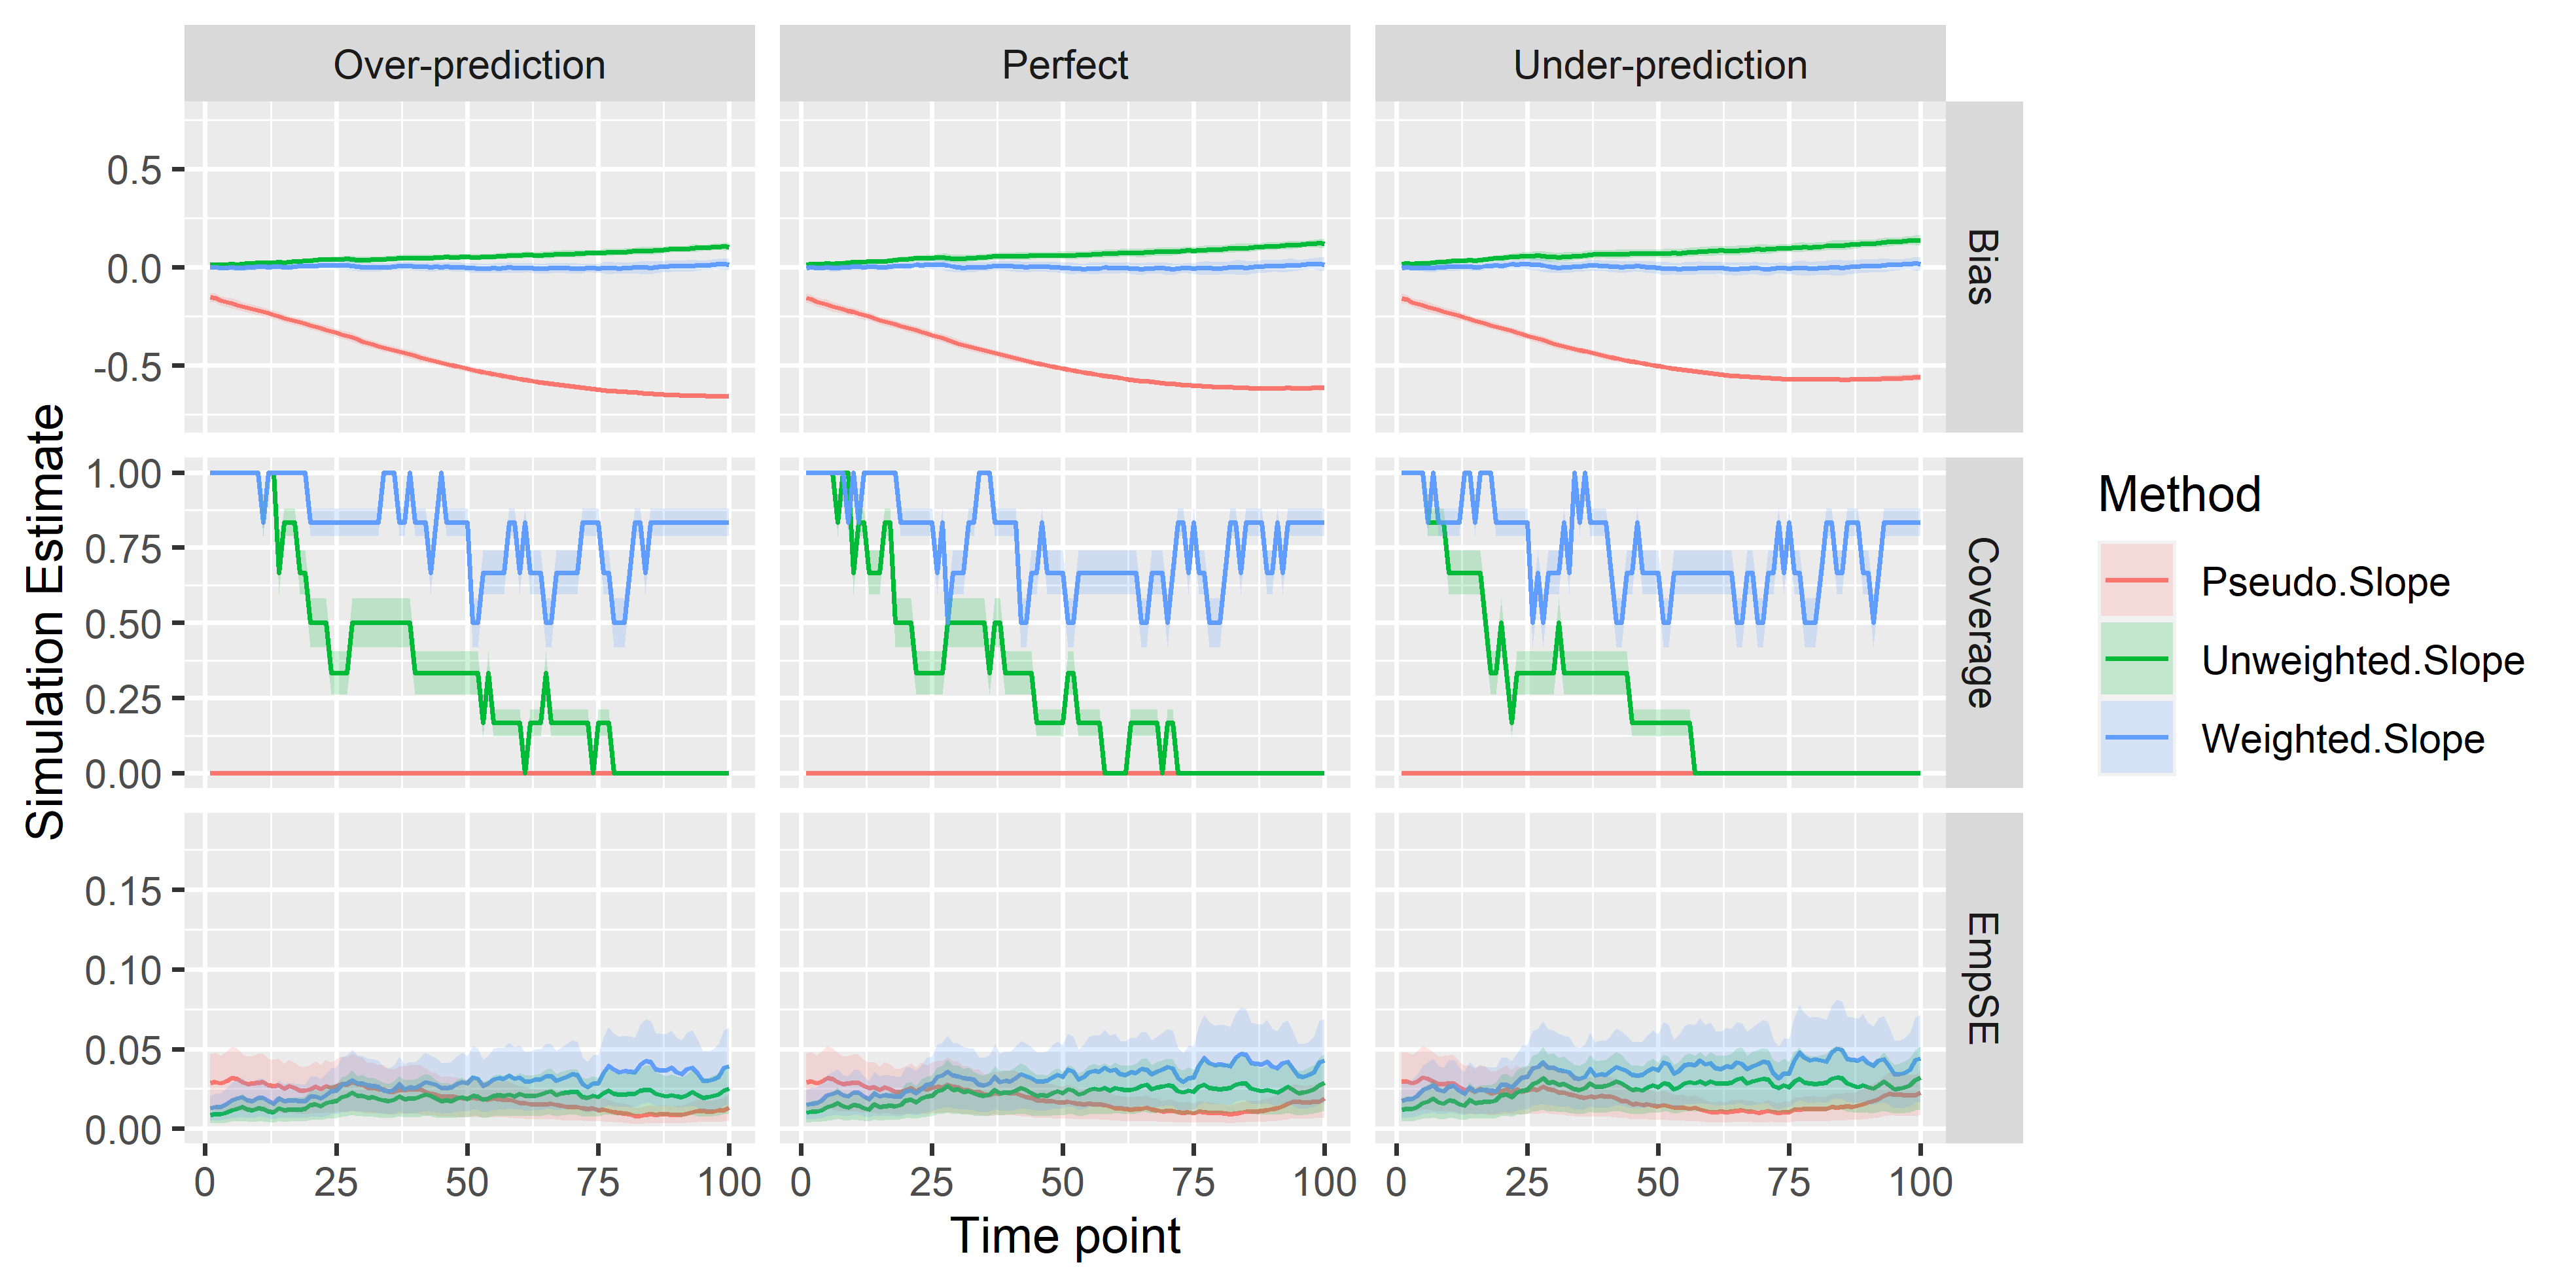 Over-prediction
Perfect
Under-prediction
0.5
0.0
-0.5
Bias
Simulation Estimate
1.00
0.75
0.50
0.25
0.00
Coverage
0.15
0.10
0.05
0.00
EmpSE
0 25 50 75 100
0 25 50 75 100
0 25 50 75 100
Time point
Method
Pseudo.Slope
Unweighted.Slope
Weighted.Slope